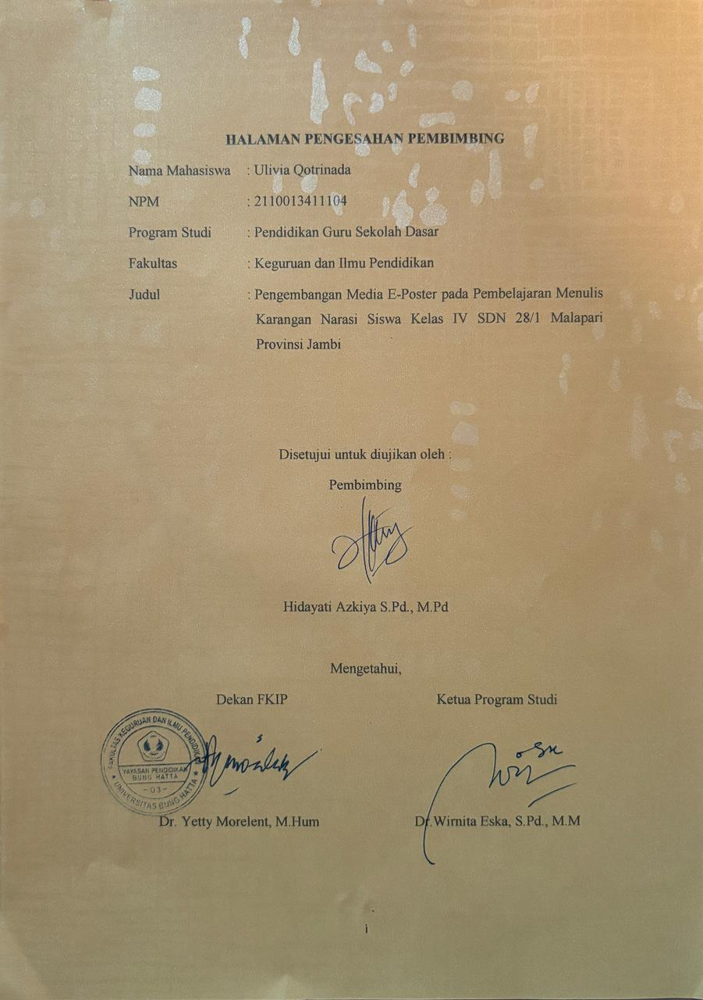 HALAMAN PENGESAHAN PEMBIMBING
Nama Mahasiswa : Ulivia Qotrinada
NPM : 2110013411104
Program Studi : Pendidikan Guru Sekolah Dasar
Fakultas : Keguruan dan Ilmu Pendidikan
Judul : Pengembangan Media E-Poster pada Pembelajaran Menulis
Karangan Narasi Siswa Kelas IV SDN 28/1 Malapari
Provinsi Jambi
Disetujui untuk diujikan oleh :
Pembimbing
Hidayati Azkiya S.Pd., M.Pd
Mengetahui,
Dekan FKIP Ketua Program Studi
FAKULTAS KEGURUAN DAN ILMU PENDIDIKAN
YAYASAN PENDIDIKAN
BUNG HATTA
- 03 -
UNIVERSITAS BUNG HATTA
Dr. Yetty Morelent, M.Hum Dr.Wirnita Eska, S.Pd., M.M
i